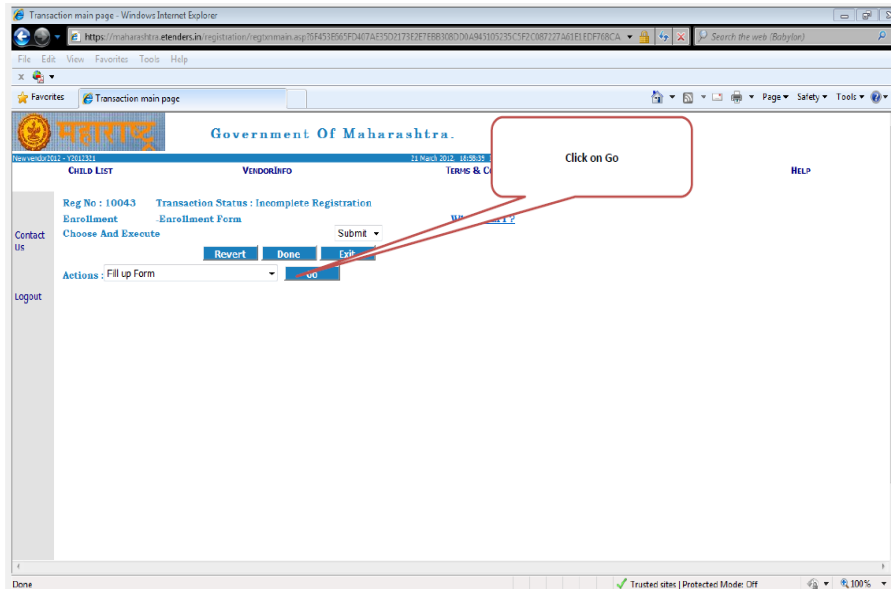 Transaction main page - Windows Internet Explorer
Search the web (Babylon)
File Edit View Favorites Tools Help
x
Favorites Transaction main page Page Safety Tools
महाराष्ट्र Government Of Maharashtra.
Newvendor2012 - Y2012321 21 March 2012,
CHILD LIST VENDORINFO TERMS & HELP
Click on Go
Reg No : 10043 Transaction Status : Incomplete Registration
Enrollment -Enrollment Form
Choose And Execute Submit
Contact Us
Revert Done Exit
Actions : Fill up Form Go
Logout
Done Trusted sites | Protected Mode: Off 100%